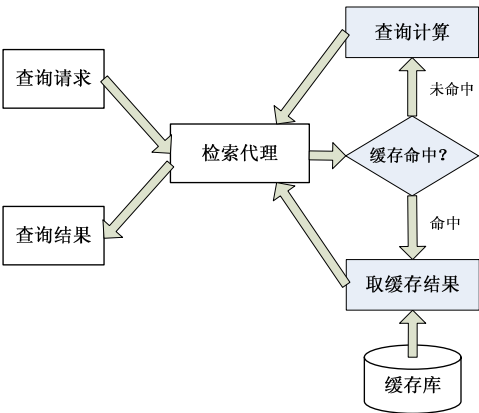 查询计算
查询请求
未命中
检索代理
缓存命中？
查询结果
命中
取缓存结果
缓存库